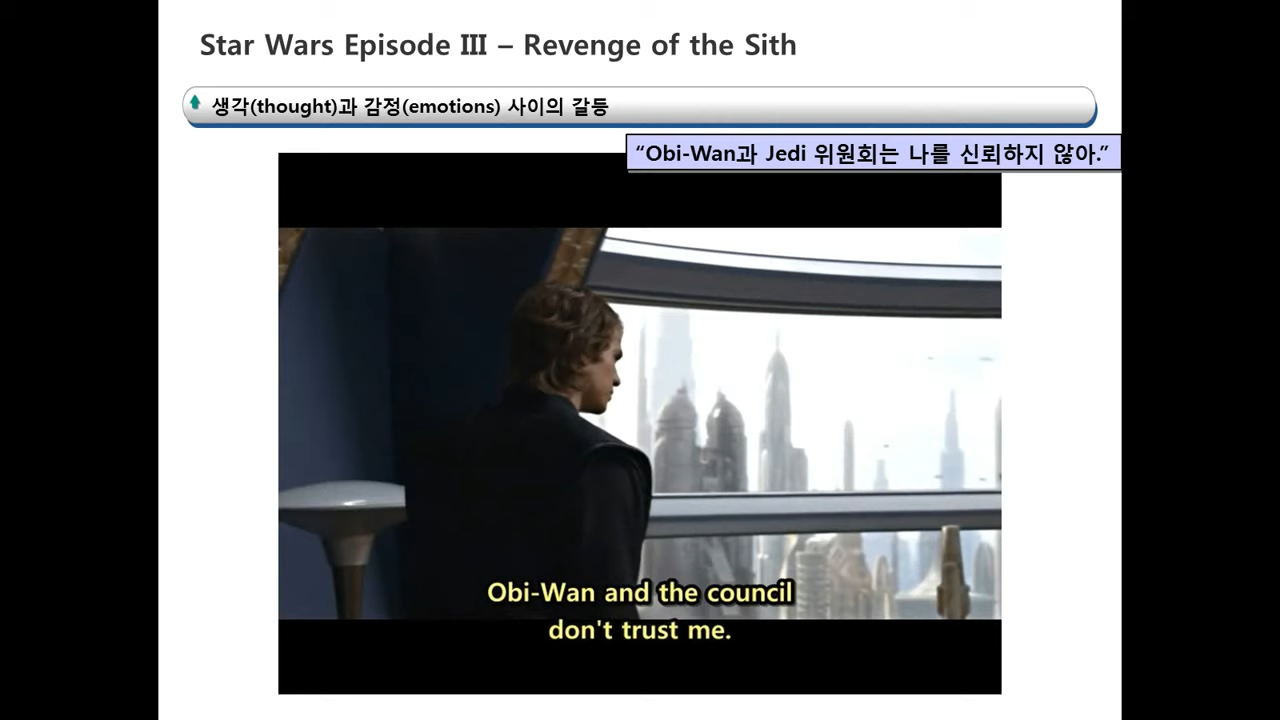 Star Wars Episode III – Revenge of the Sith
생각(thought)과 감정(emotions) 사이의 갈등
“Obi-Wan과 Jedi 위원회는 나를 신뢰하지 않아.”
Obi-Wan and the council
don't trust me.